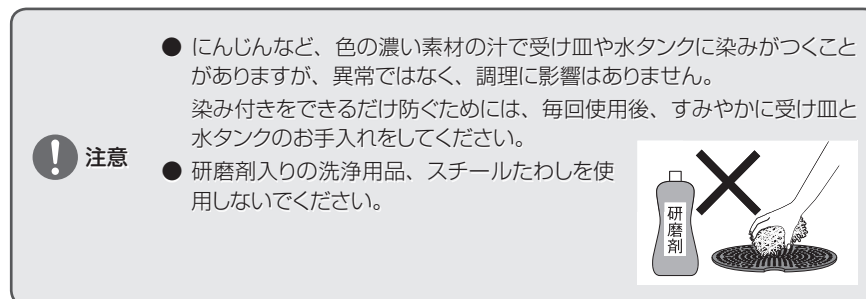 ● にんじんなど、色の濃い素材の汁で受け皿や水タンクに染みがつくこと
がありますが、異常ではなく、調理に影響はありません。
染み付きをできるだけ防ぐためには、毎回使用後、すみやかに受け皿と
水タンクのお手入れをしてください。
注意
● 研磨剤入りの洗浄用品、スチールたわしを使
用しないでください。
研磨剤